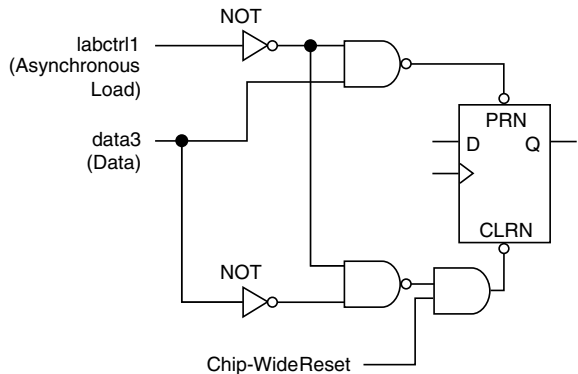 NOT
labctrl1
(Asynchronous
Load)
PRN
data3
(Data)
D
Q
CLRN
NOT
Chip-WideReset